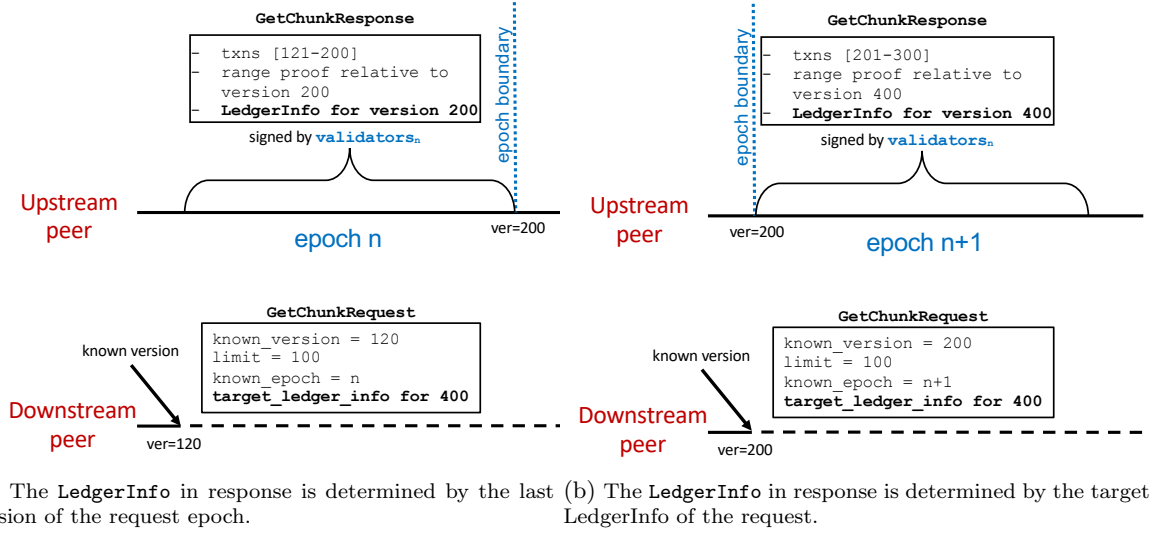 GetChunkResponse
– txns [121-200]
– range proof relative to
version 200
– LedgerInfo for version 200
signed by validatorsₙ
epoch boundary
Upstream
peer
epoch n
ver=200
GetChunkRequest
known_version = 120
limit = 100
known_epoch = n
target_ledger_info for 400
known version
Downstream
peer
ver=120
The LedgerInfo in response is determined by the last
sion of the request epoch.
GetChunkResponse
– txns [201-300]
– range proof relative to
version 400
– LedgerInfo for version 400
signed by validatorsₙ
epoch boundary
Upstream
peer
ver=200
epoch n+1
GetChunkRequest
known_version = 200
limit = 100
known_epoch = n+1
target_ledger_info for 400
known version
Downstream
peer
ver=200
(b) The LedgerInfo in response is determined by the target
LedgerInfo of the request.